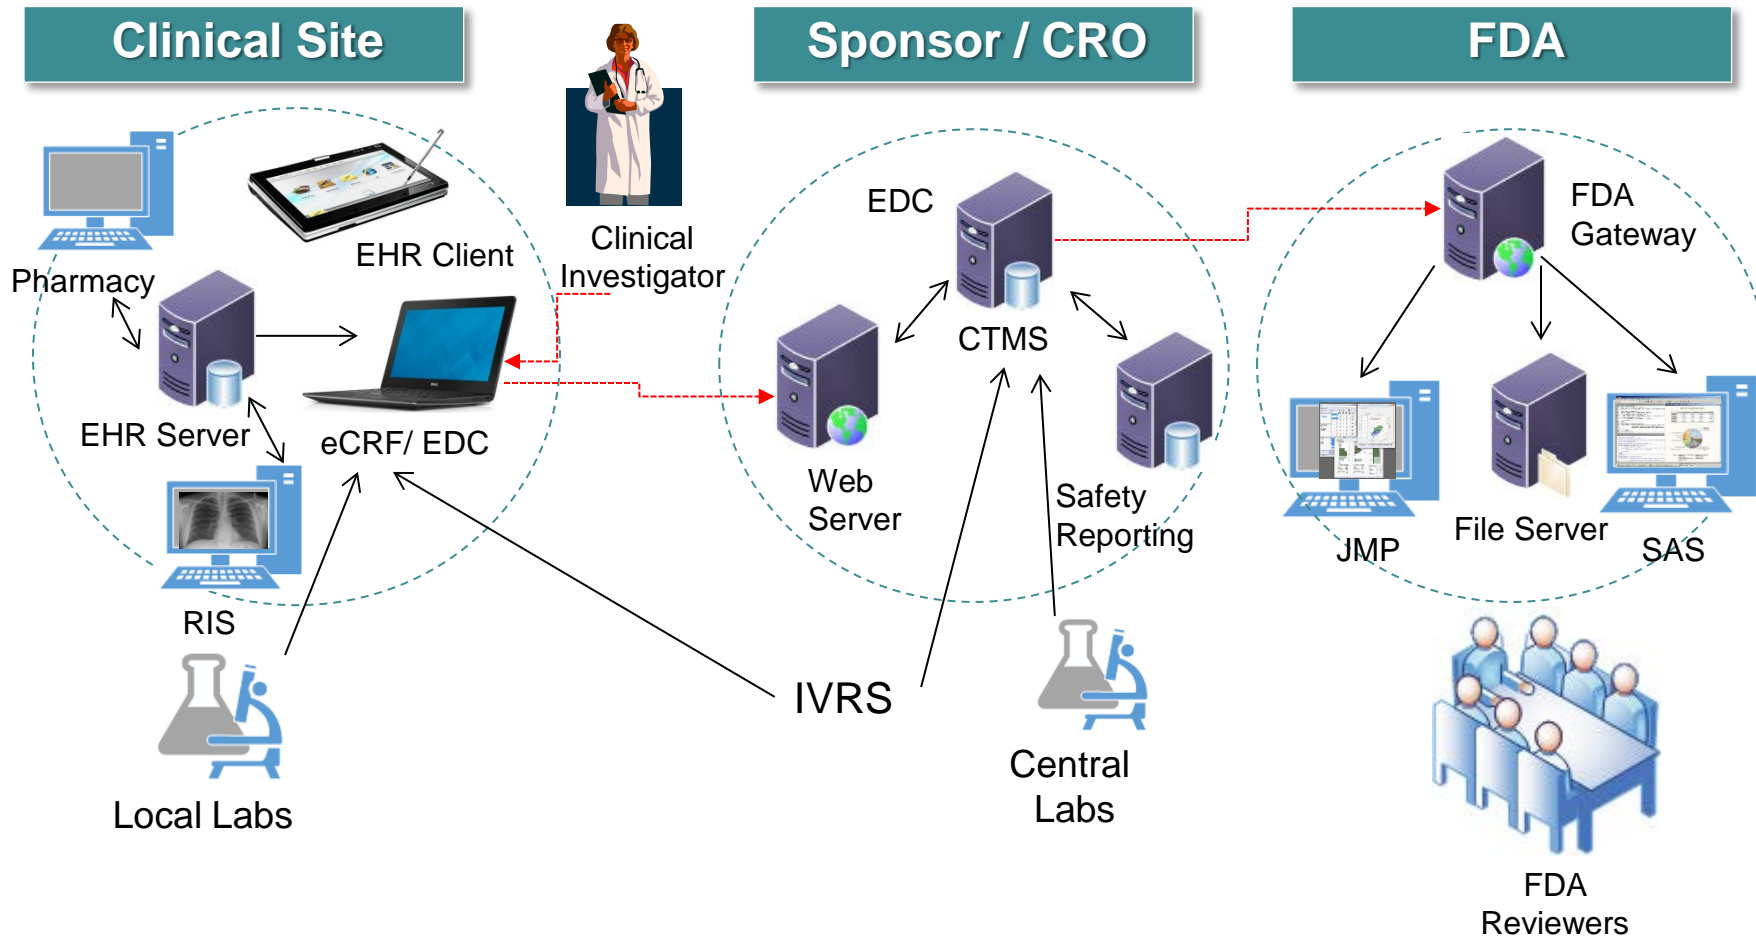 Clinical Site
Sponsor / CRO
FDA
Pharmacy
EHR Client
EHR Server
eCRF/ EDC
RIS
Local Labs
Clinical
Investigator
EDC
CTMS
Web
Server
Safety
Reporting
IVRS
Central
Labs
FDA
Gateway
JMP
File Server
SAS
FDA
Reviewers